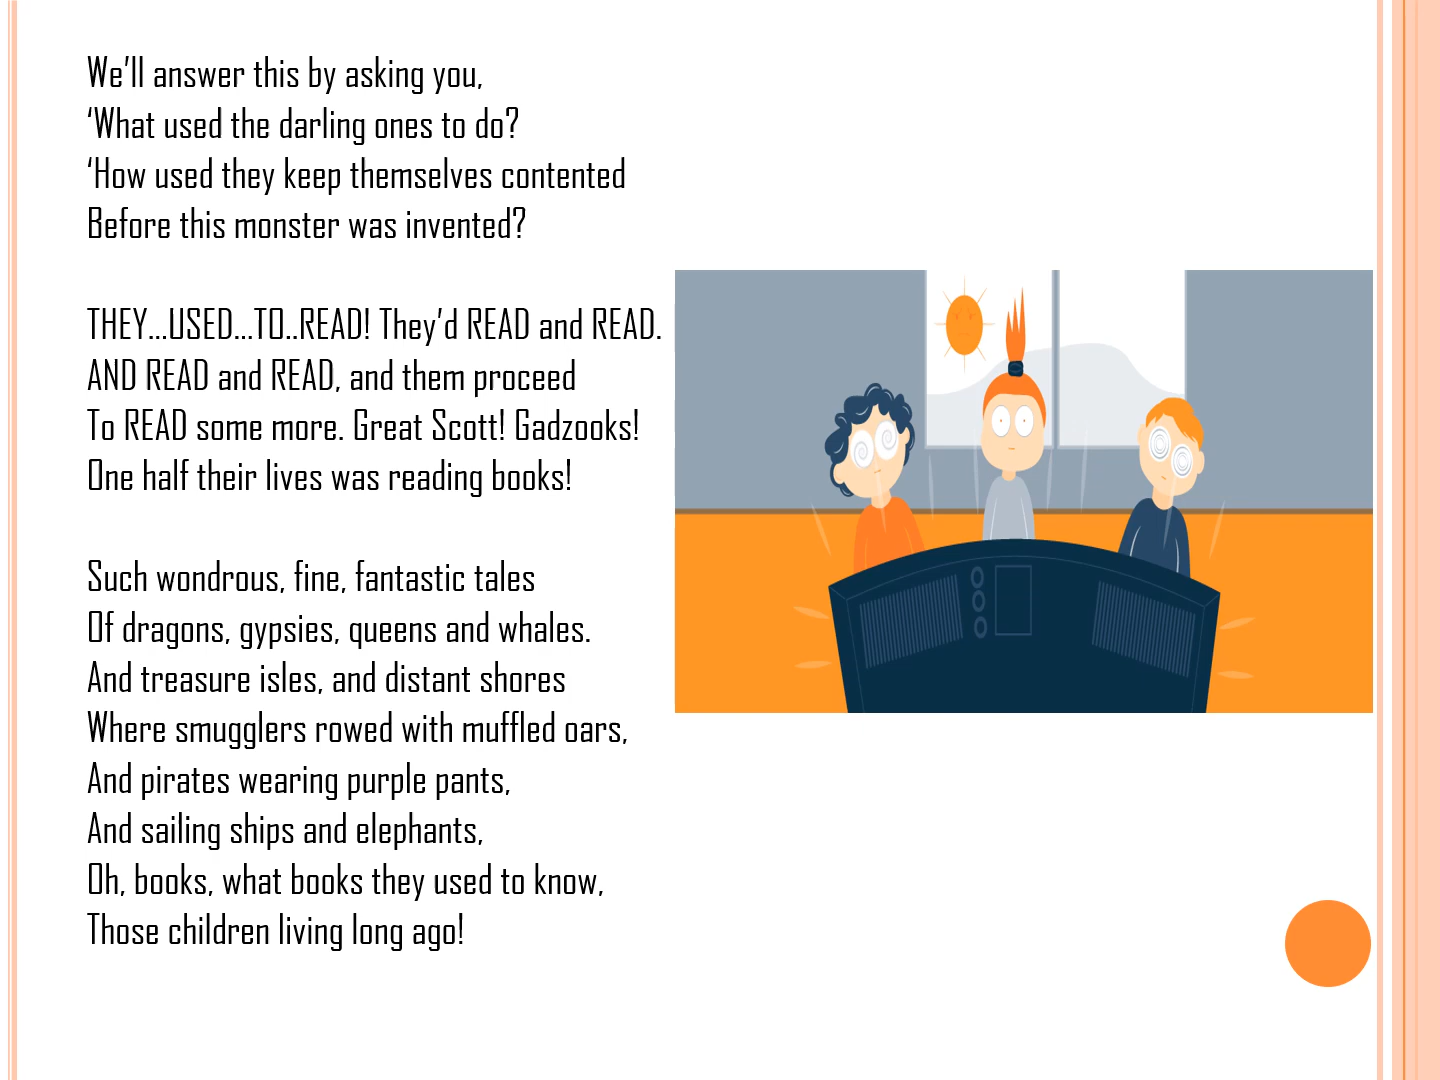 We’ll answer this by asking you,
‘What used the darling ones to do?
‘How used they keep themselves contented
Before this monster was invented?
THEY...USED...TO..READ! They’d READ and READ.
AND READ and READ, and them proceed
To READ some more. Great Scott! Gadzooks!
One half their lives was reading books!
Such wondrous, fine, fantastic tales
Of dragons, gypsies, queens and whales.
And treasure isles, and distant shores
Where smugglers rowed with muffled oars,
And pirates wearing purple pants,
And sailing ships and elephants,
Oh, books, what books they used to know,
Those children living long ago!